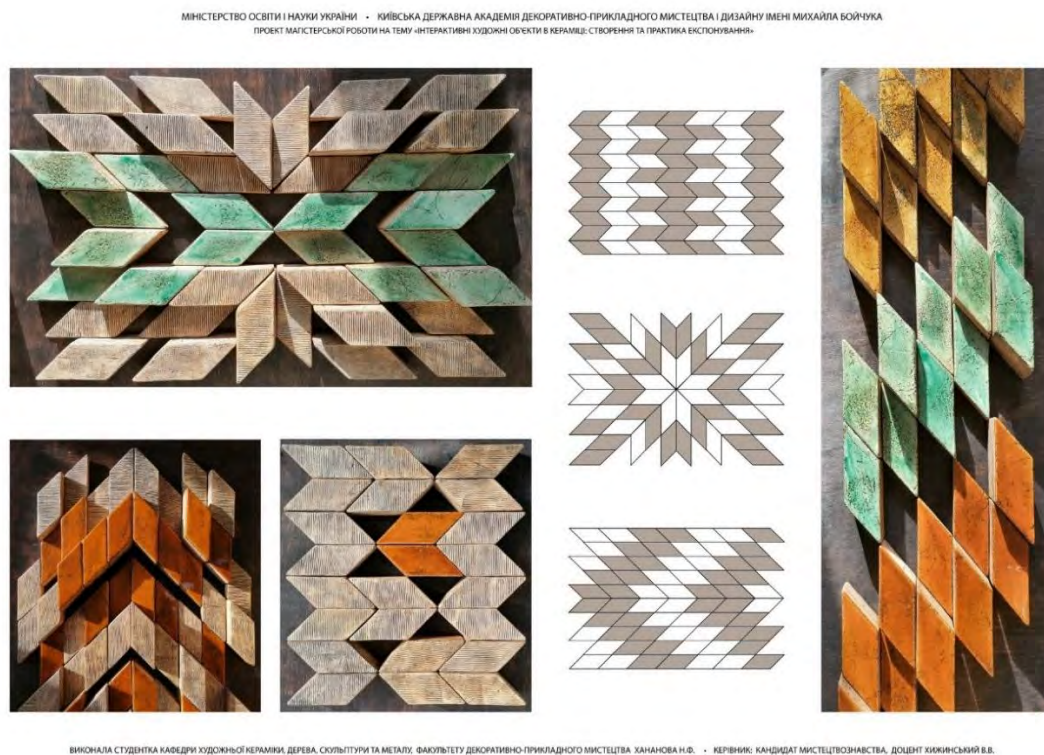 МІНІСТЕРСТВО ОСВІТИ І НАУКИ УКРАЇНИ • КИЇВСЬКА ДЕРЖАВНА АКАДЕМІЯ ДЕКОРАТИВНО-ПРИКЛАДНОГО МИСТЕЦТВА І ДИЗАЙНУ ІМЕНІ МИХАЙЛА БОЙЧУКА
ПРОЕКТ МАГІСТЕРСЬКОЇ РОБОТИ НА ТЕМУ «ІНТЕРАКТИВНІ ХУДОЖНІ ОБ'ЄКТИ В КЕРАМІЦІ: СТВОРЕННЯ ТА ПРАКТИКА ЕКСПОНУВАННЯ»
ВИКОНАЛА СТУДЕНТКА КАФЕДРИ ХУДОЖНЬОЇ КЕРАМІКИ, ДЕРЕВА, СКУЛЬПТУРИ ТА МЕТАЛУ, ФАКУЛЬТЕТУ ДЕКОРАТИВНО-ПРИКЛАДНОГО МИСТЕЦТВА ХАНАНОВА Н.Ф. • КЕРІВНИК: КАНДИДАТ МИСТЕЦТВОЗНАВСТВА, ДОЦЕНТ ХИЖИНСЬКИЙ В.В.